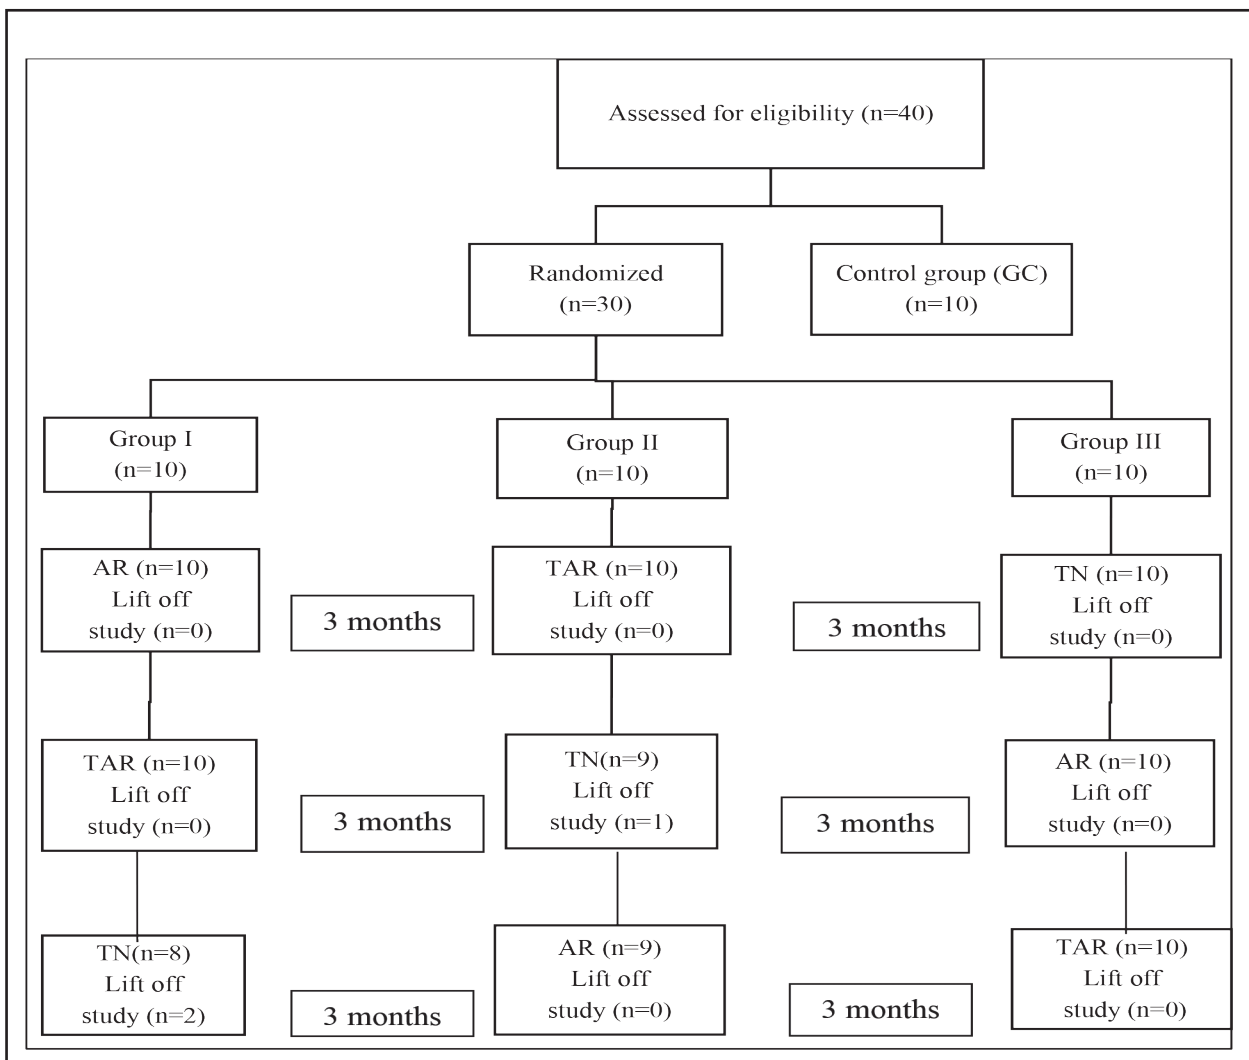 Assessed for eligibility (n=40)
Randomized
(n=30)
Control group (GC)
(n=10)
Group I
(n=10)
Group II
(n=10)
Group III
(n=10)
AR (n=10)
Lift off
study (n=0)
3 months
TAR (n=10)
Lift off
study (n=0)
3 months
TN (n=10)
Lift off
study (n=0)
TAR (n=10)
Lift off
study (n=0)
3 months
TN(n=9)
Lift off
study (n=1)
3 months
AR (n=10)
Lift off
study (n=0)
TN(n=8)
Lift off
study (n=2)
3 months
AR (n=9)
Lift off
study (n=0)
3 months
TAR (n=10)
Lift off
study (n=0)